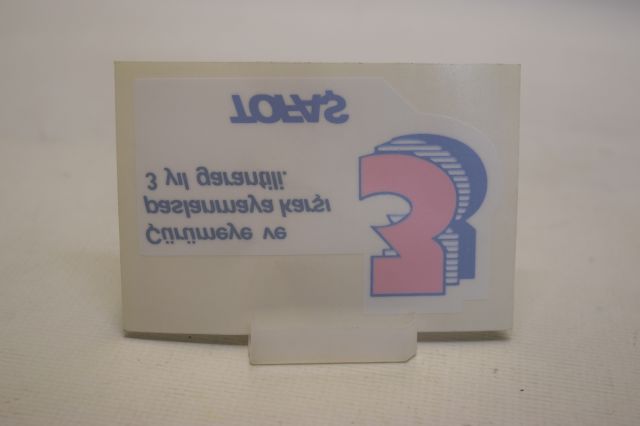 Çürümeye ve
paslanmaya karşı
3 yıl garantili.
3
TOFAŞ